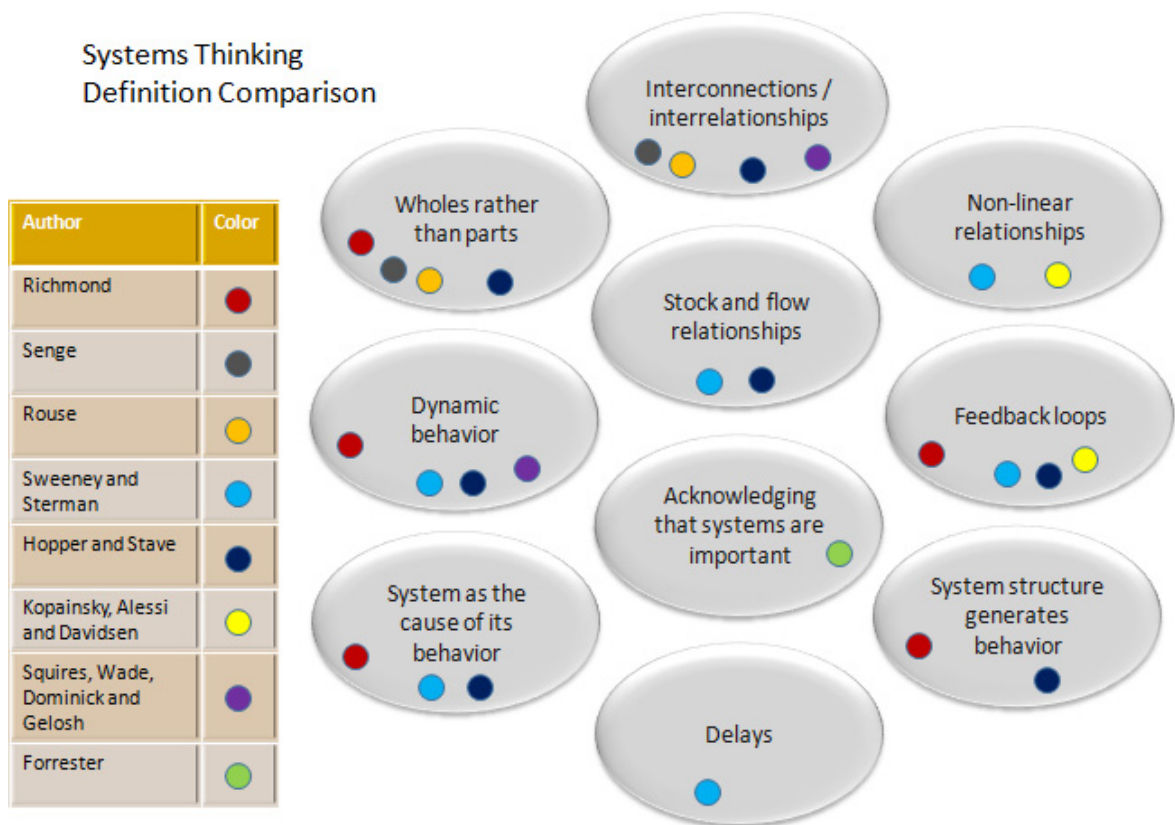 Systems Thinking
Definition Comparison
Author Color
Richmond
Senge
Rouse
Sweeney and
Sterman
Hopper and Stave
Kopainsky, Alessi
and Davidsen
Squires, Wade,
Dominick and
Gelosh
Forrester
Interconnections /
interrelationships
Wholes rather
than parts
Non-linear
relationships
Stock and flow
relationships
Dynamic
behavior
Feedback loops
Acknowledging
that systems are
important
System as the
cause of its
behavior
System structure
generates
behavior
Delays